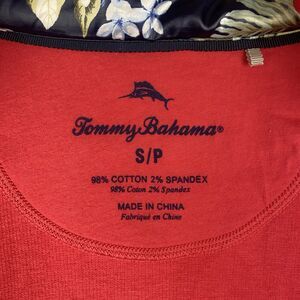 Tommy Bahama®
S/P
98% COTTON 2% SPANDEX
98% Coton 2% Spandex
MADE IN CHINA
Fabriqué en Chine